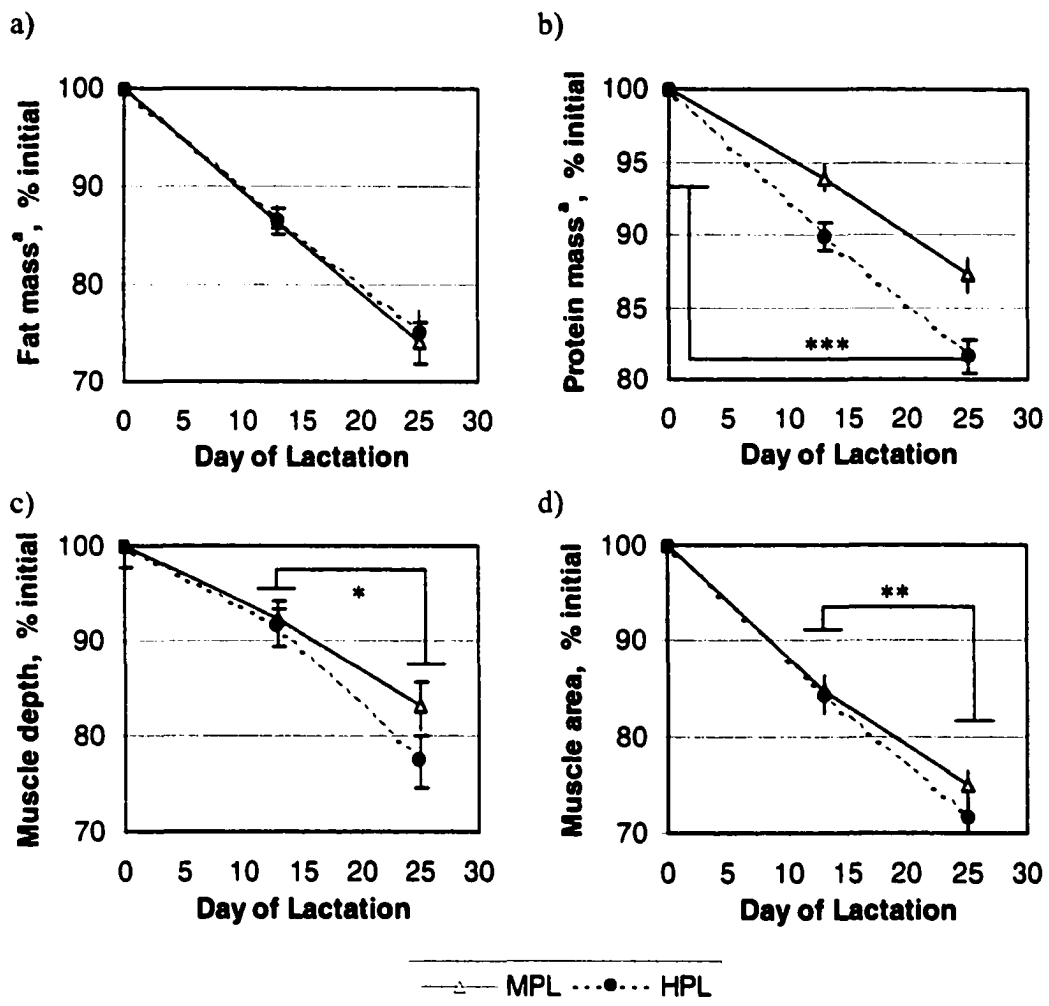 a)
Fat mass^a, % initial
100
90
80
70
0 5 10 15 20 25 30
Day of Lactation
b)
Protein mass^a, % initial
100
95
90
85
80
***
0 5 10 15 20 25 30
Day of Lactation
c)
Muscle depth, % initial
100
90
80
70
*
0 5 10 15 20 25 30
Day of Lactation
d)
Muscle area, % initial
100
90
80
70
**
0 5 10 15 20 25 30
Day of Lactation
MPL HPL